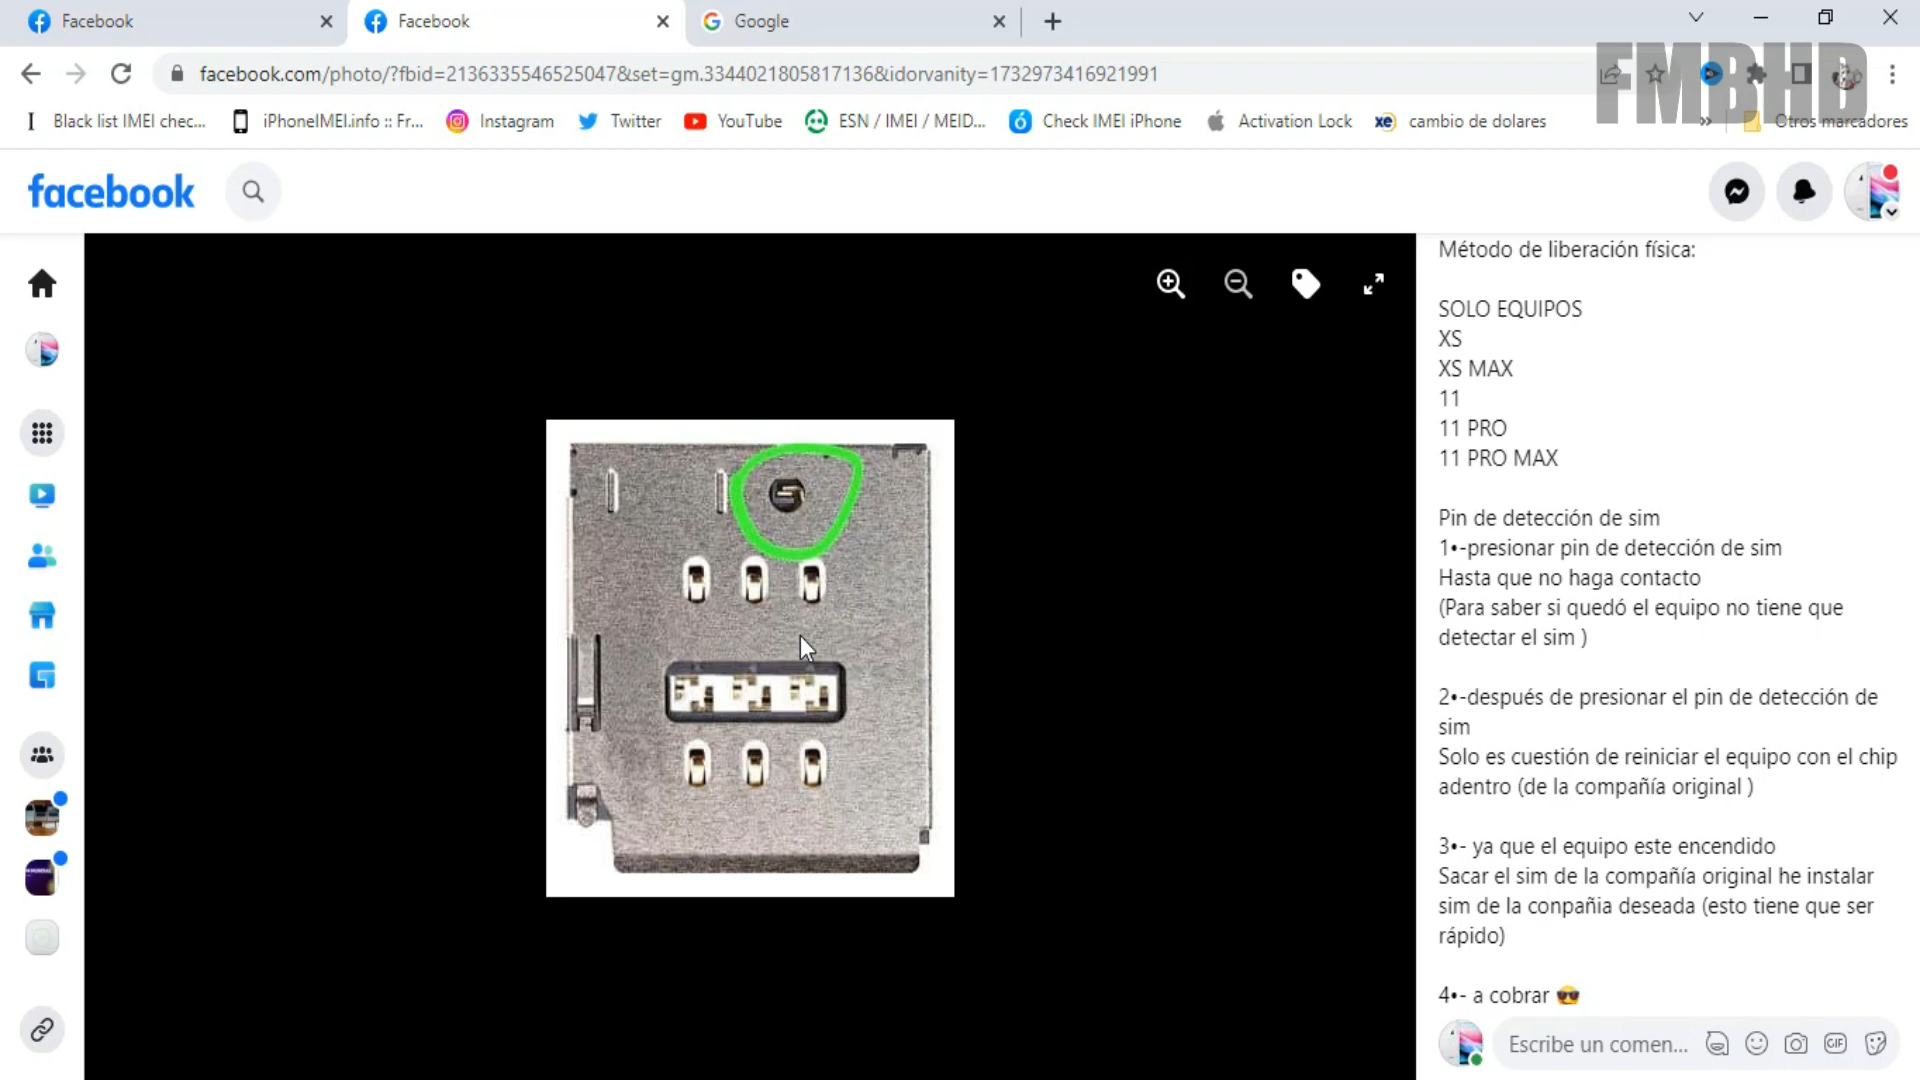 Facebook
Facebook
Google
facebook.com/photo/?fbid=2136335546525047&set=gm.3344021805817136&idorvanity=1732973416921991
FMBHD
Black list IMEI chec...
iPhoneIMEI.info :: Fr...
Instagram
Twitter
YouTube
ESN / IMEI / MEID...
Check IMEI iPhone
Activation Lock
xe
cambio de dolares
»
Otros marcadores
facebook
Método de liberación física:
SOLO EQUIPOS
XS
XS MAX
11
11 PRO
11 PRO MAX
Pin de detección de sim
1•-presionar pin de detección de sim
Hasta que no haga contacto
(Para saber si quedó el equipo no tiene que
detectar el sim )
2•-después de presionar el pin de detección de
sim
Solo es cuestión de reiniciar el equipo con el chip
adentro (de la compañía original )
3•- ya que el equipo este encendido
Sacar el sim de la compañía original he instalar
sim de la conpañia deseada (esto tiene que ser
rápido)
4•- a cobrar 😎
Escribe un comen...
GIF